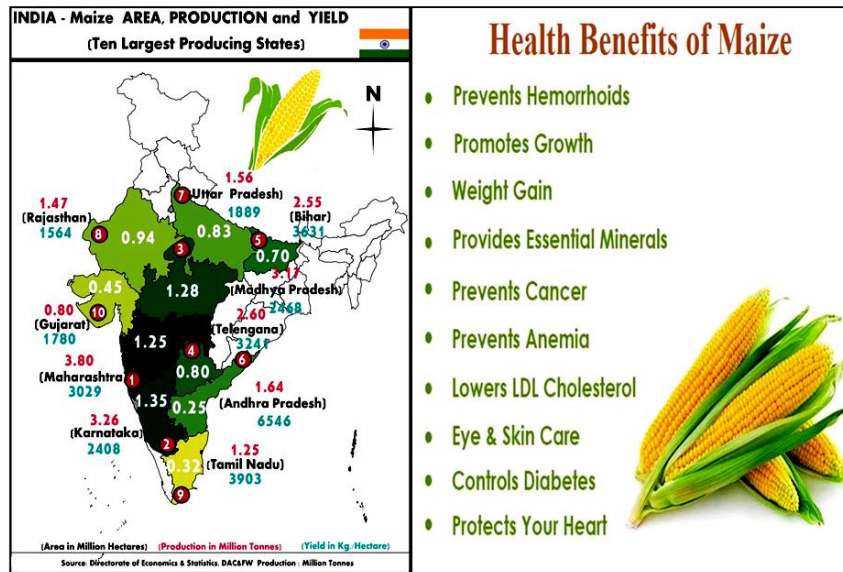 INDIA - Maize AREA, PRODUCTION and YIELD
(Ten Largest Producing States)
N
1.56
7
(Uttar Pradesh)
1889
2.55
(Bihar)
3631
1.47
(Rajasthan)
1564
8
0.94
0.83
3
5
0.70
3.17
(Madhya Pradesh)
2468
0.45
1.28
10
0.80
(Gujarat)
1780
2.60
(Telengana)
3241
1.25
4
6
0.80
3.80
(Maharashtra)
3029
1
1.35
0.25
1.64
(Andhra Pradesh)
6546
3.26
(Karnataka)
2408
2
1.25
(Tamil Nadu)
3903
0.32
9
(Area in Million Hectares) (Production in Million Tonnes) (Yield in Kg/Hectare)
Source: Directorate of Economics & Statistics, DAC&FW Production : Million Tonnes
Health Benefits of Maize
• Prevents Hemorrhoids
• Promotes Growth
• Weight Gain
• Provides Essential Minerals
• Prevents Cancer
• Prevents Anemia
• Lowers LDL Cholesterol
• Eye & Skin Care
• Controls Diabetes
• Protects Your Heart